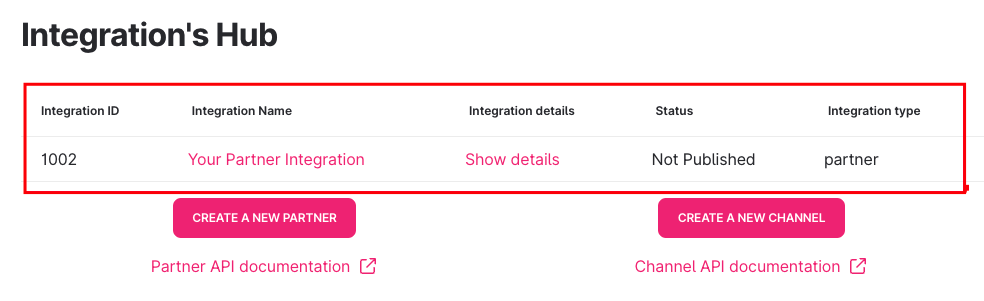 Integration's Hub
Integration ID Integration Name Integration details Status Integration type
1002 Your Partner Integration Show details Not Published partner
CREATE A NEW PARTNER CREATE A NEW CHANNEL
Partner API documentation Channel API documentation